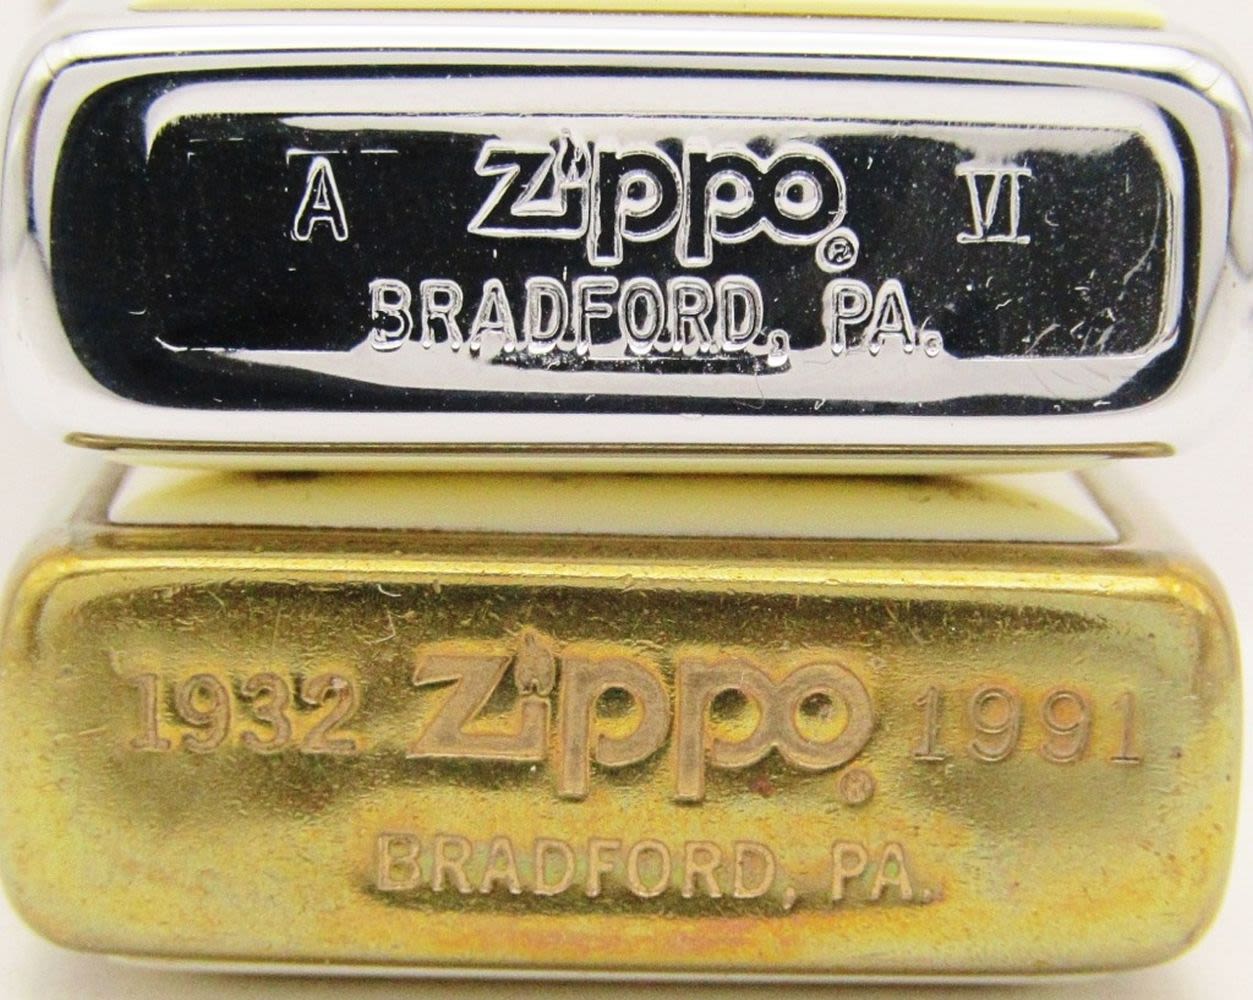 A Zippo® VI
BRADFORD, PA.
1932 Zippo® 1991
BRADFORD, PA.